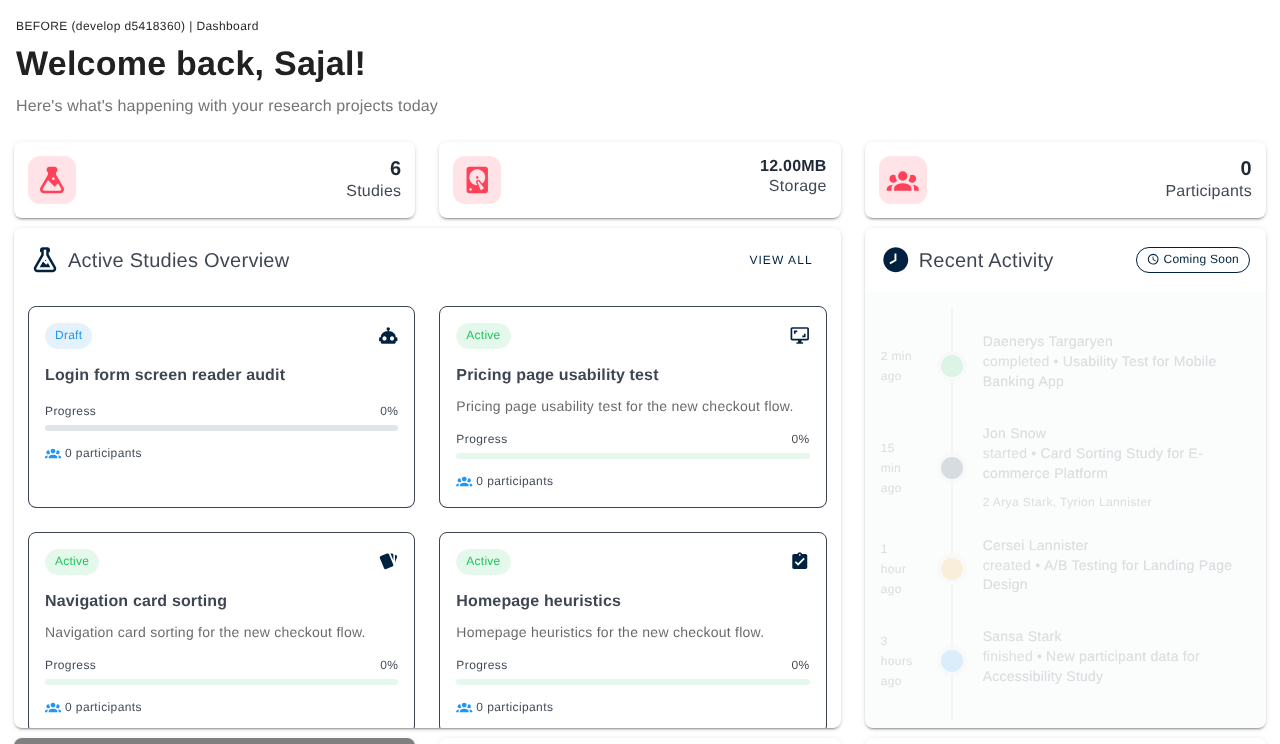 BEFORE (develop d5418360) | Dashboard
Welcome back, Sajal!
Here's what's happening with your research projects today
6
Studies
12.00MB
Storage
0
Participants
Active Studies Overview
VIEW ALL
Draft
Login form screen reader audit
Progress 0%
0 participants
Active
Pricing page usability test
Pricing page usability test for the new checkout flow.
Progress 0%
0 participants
Active
Navigation card sorting
Navigation card sorting for the new checkout flow.
Progress 0%
0 participants
Active
Homepage heuristics
Homepage heuristics for the new checkout flow.
Progress 0%
0 participants
Recent Activity
Coming Soon
2 min
ago
Daenerys Targaryen
completed • Usability Test for Mobile
Banking App
15
min
ago
Jon Snow
started • Card Sorting Study for E-
commerce Platform
2 Arya Stark, Tyrion Lannister
1
hour
ago
Cersei Lannister
created • A/B Testing for Landing Page
Design
3
hours
ago
Sansa Stark
finished • New participant data for
Accessibility Study